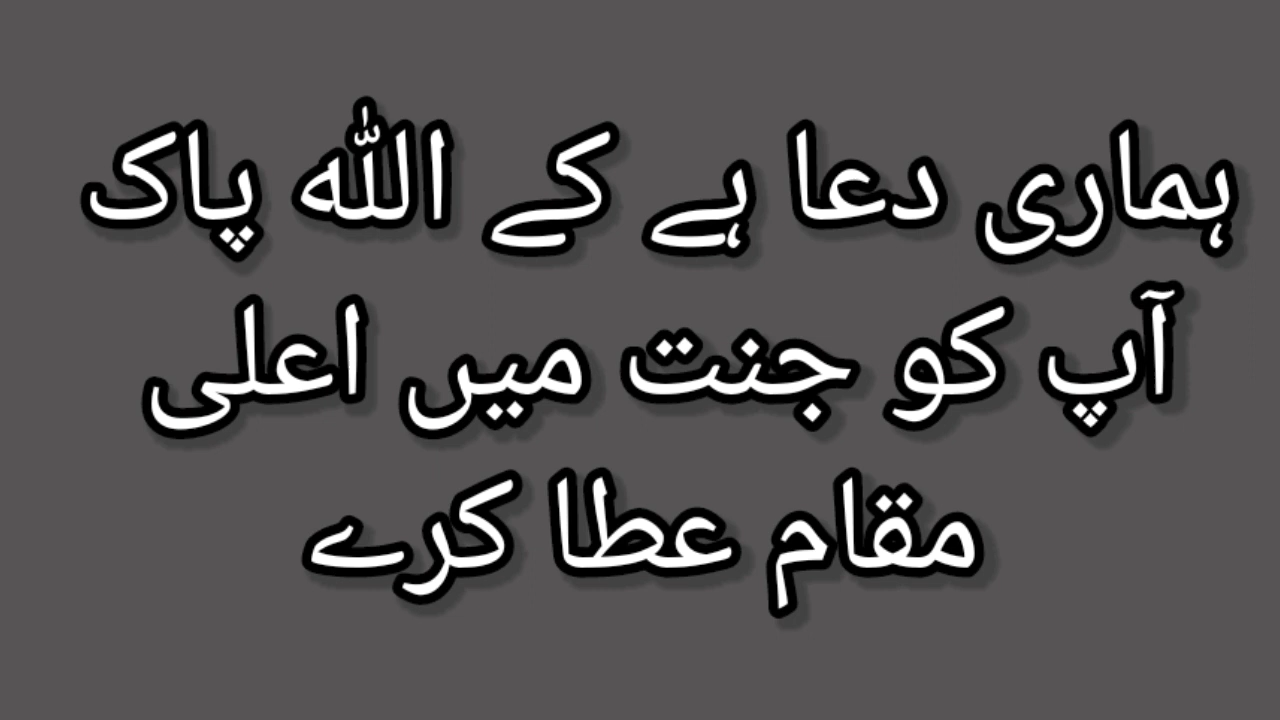 ہماری دعا ہے کے اللہ پاک
آپ کو جنت میں اعلی
مقام عطا کرے